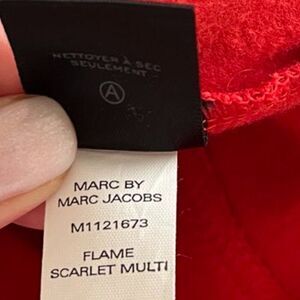 NETTOYER À SEC
SEULEMENT
A
MARC BY
MARC JACOBS
M1121673
FLAME
SCARLET MULTI